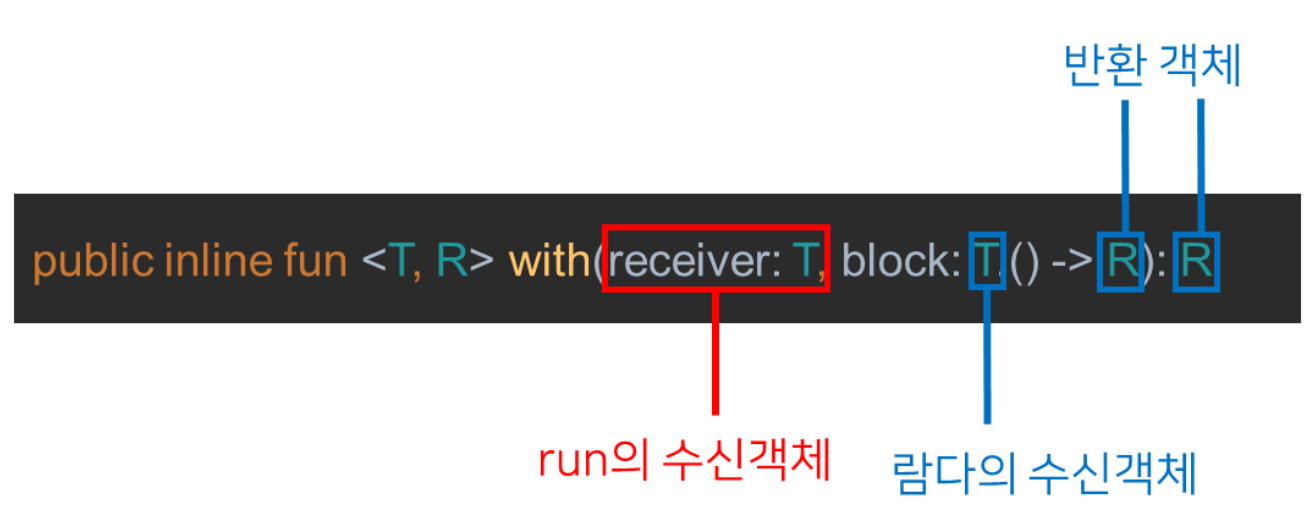 반환 객체
public inline fun <T, R> with(receiver: T, block: T.() -> R): R
run의 수신객체
람다의 수신객체